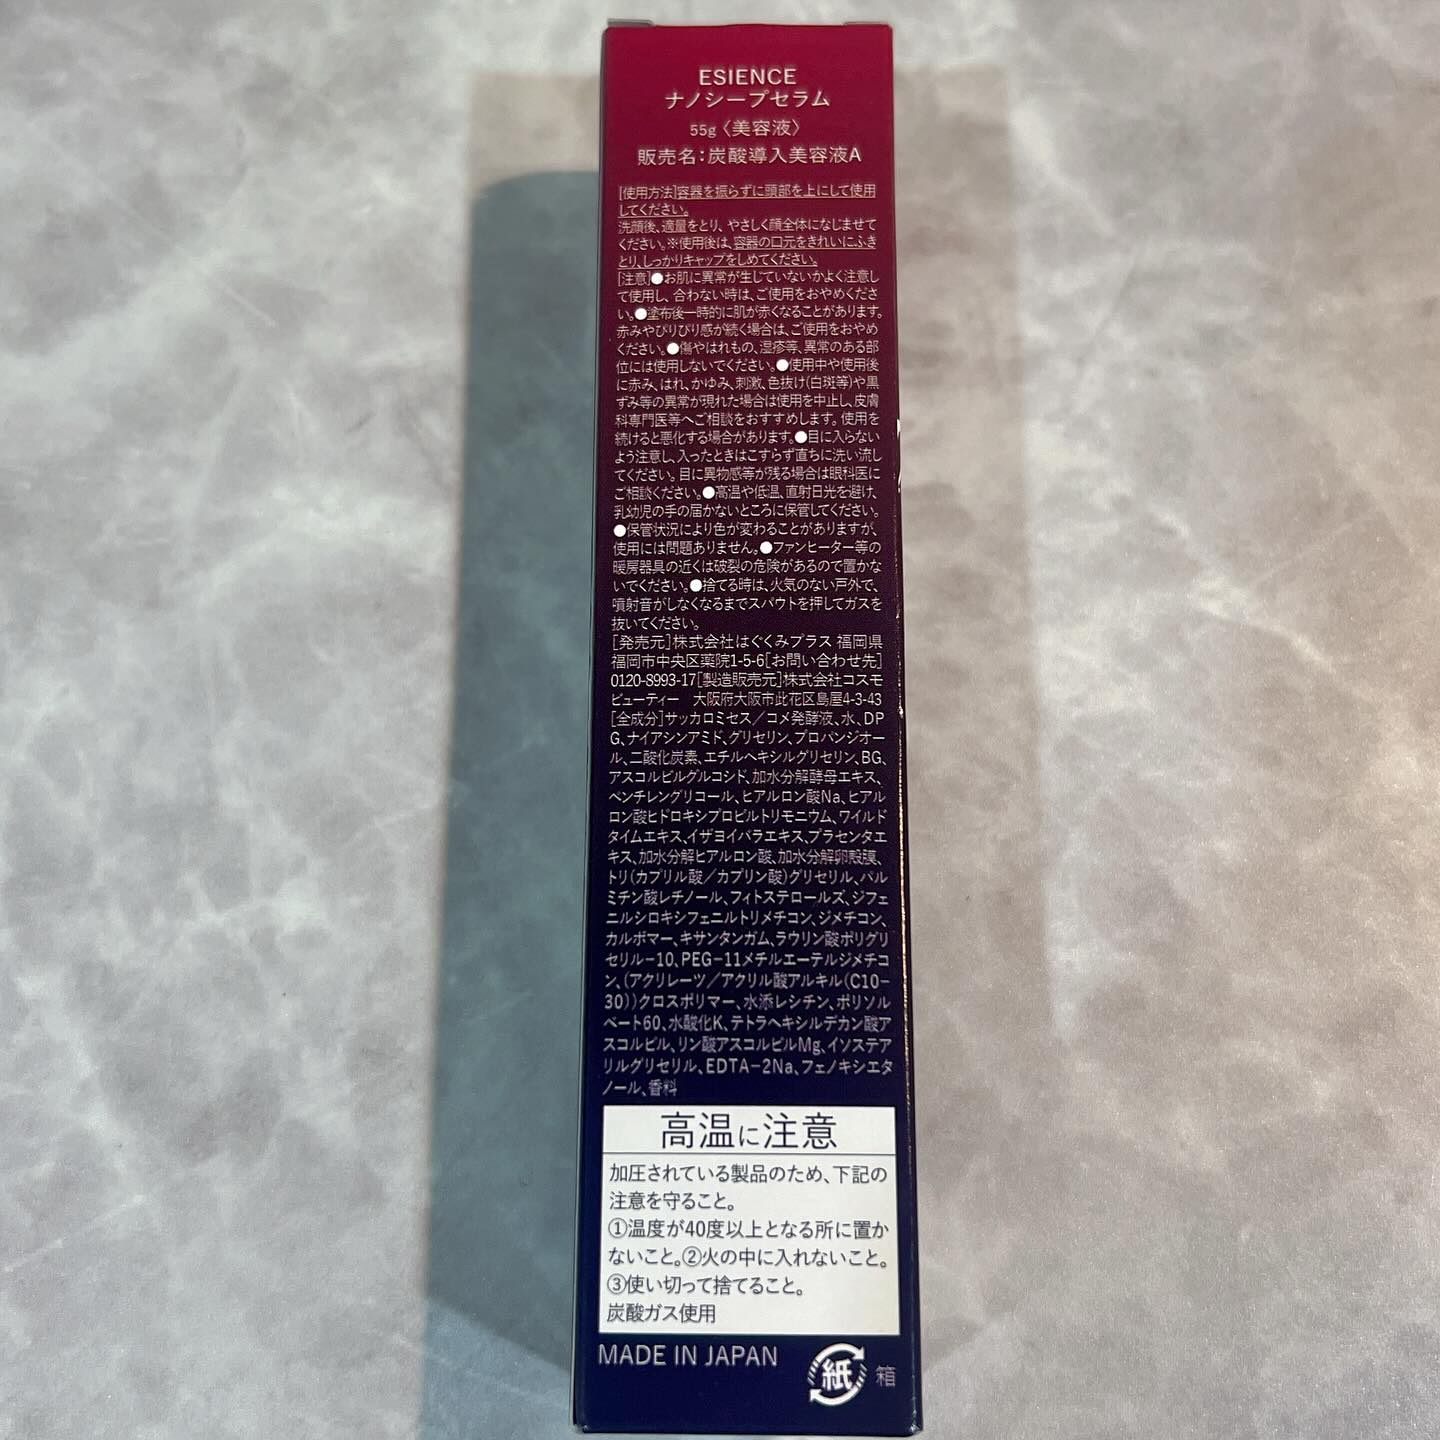 ESIENCE
ナノシープセラム
55g〈美容液〉
販売名:炭酸導入美容液A
[使用方法]容器を振らずに頭部を上にして使用
してください。
洗顔後、適量をとり、やさしく顔全体になじませて
ください。※使用後は、容器の口元をきれいにふき
とり、しっかりキャップをしめてください。
[注意]●お肌に異常が生じていないかよく注意し
て使用し、合わない時は、ご使用をおやめくださ
い。●塗布後一時的に肌が赤くなることがあります。
赤みやぴりぴり感が続く場合は、ご使用をおやめ
ください。●傷やはれもの、湿疹等、異常のある部
位には使用しないでください。●使用中や使用後
に赤み、はれ、かゆみ、刺激、色抜け(白斑等)や黒
ずみ等の異常が現れた場合は使用を中止し、皮膚
科専門医等へご相談をおすすめします。使用を
続けると悪化する場合があります。●目に入らない
よう注意し、入ったときはこすらず直ちに洗い流し
てください。目に異物感等が残る場合は眼科医に
ご相談ください。●高温や低温、直射日光を避け、
乳幼児の手の届かないところに保管してください。
●保管状況により色が変わることがありますが、
使用には問題ありません。●ファンヒーター等の
暖房器具の近くは破裂の危険があるので置かな
いでください。●捨てる時は、火気のない戸外で、
噴射音がしなくなるまでスパウトを押してガスを
抜いてください。
[発売元]株式会社はぐくみプラス 福岡県
福岡市中央区薬院1-5-6[お問い合わせ先]
0120-8993-17[製造販売元]株式会社コスモ
ビューティー 大阪府大阪市此花区島屋4-3-43
[全成分]サッカロミセス/コメ発酵液、水、DP
G、ナイアシンアミド、グリセリン、プロパンジオー
ル、二酸化炭素、エチルヘキシルグリセリン、BG、
アスコルビルグルコシド、加水分解酵母エキス、
ペンチレングリコール、ヒアルロン酸Na、ヒアル
ロン酸ヒドロキシプロピルトリモニウム、ワイルド
タイムエキス、イザヨイバラエキス、プラセンタエ
キス、加水分解ヒアルロン酸、加水分解卵殻膜、
トリ(カプリル酸/カプリン酸)グリセリル、パル
ミチン酸レチノール、フィトステロールズ、ジフェ
ニルシロキシフェニルトリメチコン、ジメチコン、
カルボマー、キサンタンガム、ラウリン酸ポリグリ
セリル-10、PEG-11メチルエーテルジメチコ
ン、(アクリレーツ/アクリル酸アルキル(C10-
30))クロスポリマー、水添レシチン、ポリソル
ベート60、水酸化K、テトラヘキシルデカン酸ア
スコルビル、リン酸アスコルビルMg、イソステア
リルグリセリル、EDTA-2Na、フェノキシエタ
ノール、香料
高温に注意
加圧されている製品のため、下記の
注意を守ること。
①温度が40度以上となる所に置か
ないこと。②火の中に入れないこと。
③使い切って捨てること。
炭酸ガス使用
MADE IN JAPAN
紙 箱